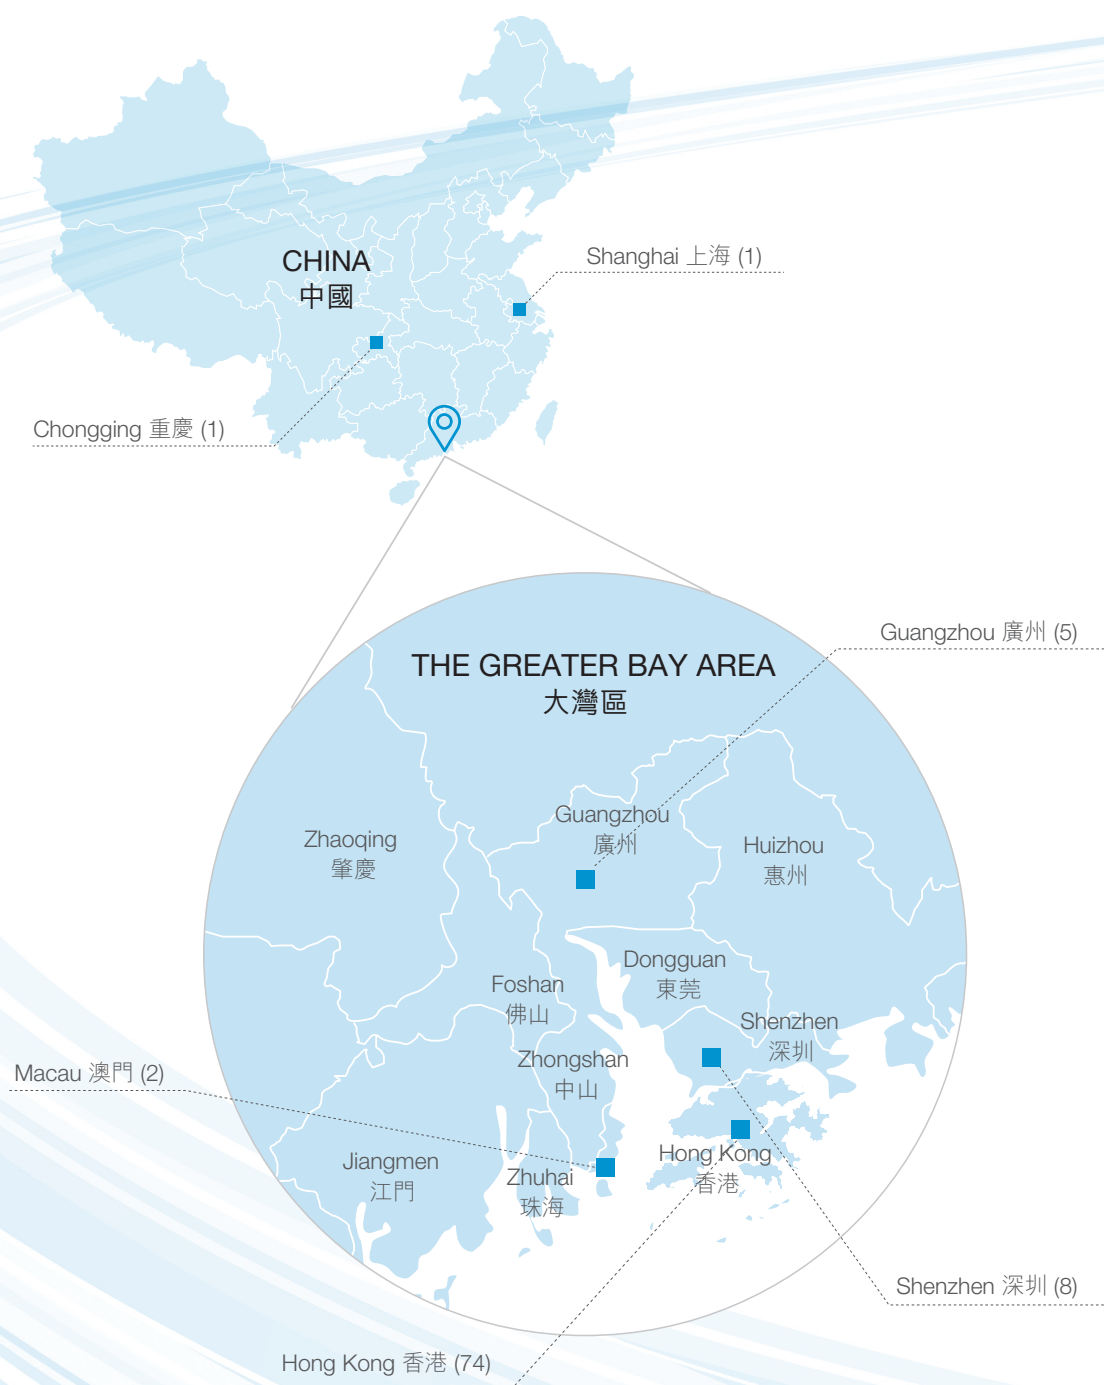 CHINA
中國
Shanghai 上海 (1)
Chongging 重慶 (1)
Guangzhou 廣州 (5)
THE GREATER BAY AREA
大灣區
Guangzhou
廣州
Zhaoqing
肇慶
Huizhou
惠州
Dongguan
東莞
Foshan
佛山
Shenzhen
深圳
Zhongshan
中山
Macau 澳門 (2)
Hong Kong
香港
Jiangmen
江門
Zhuhai
珠海
Shenzhen 深圳 (8)
Hong Kong 香港 (74)